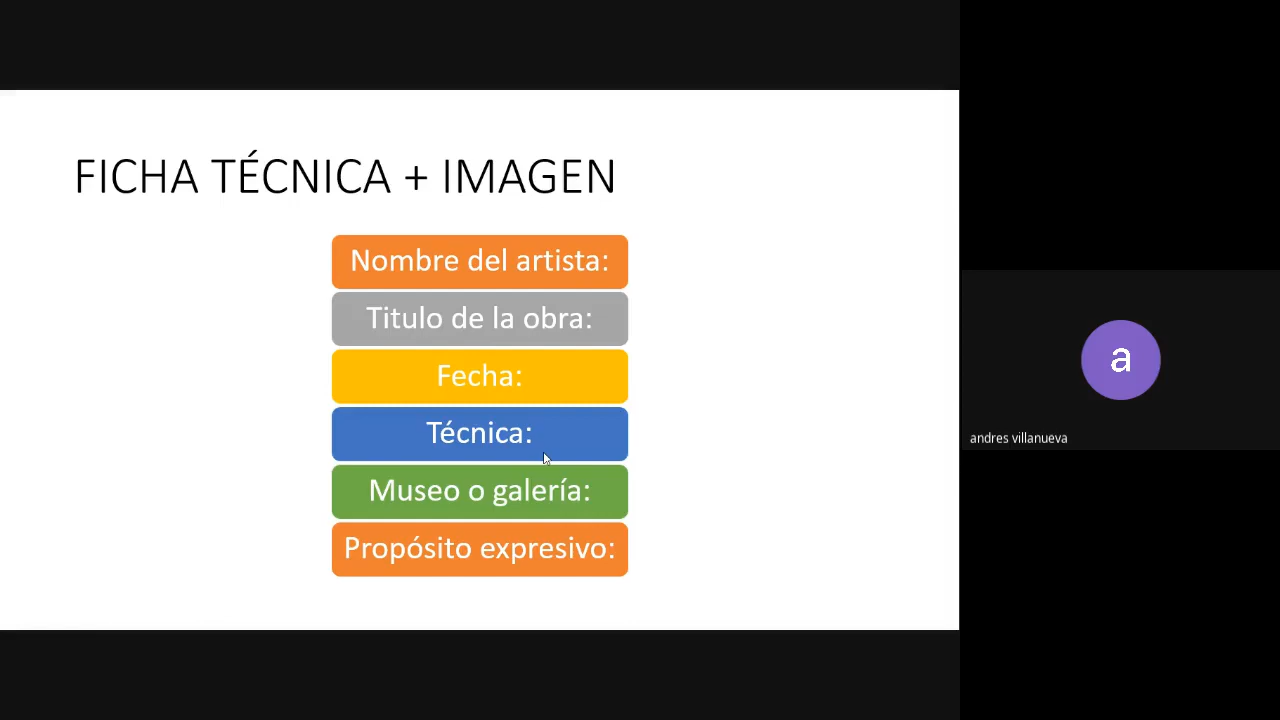 FICHA TÉCNICA + IMAGEN
Nombre del artista:
Titulo de la obra:
Fecha:
Técnica:
Museo o galería:
Propósito expresivo:
a
andres villanueva